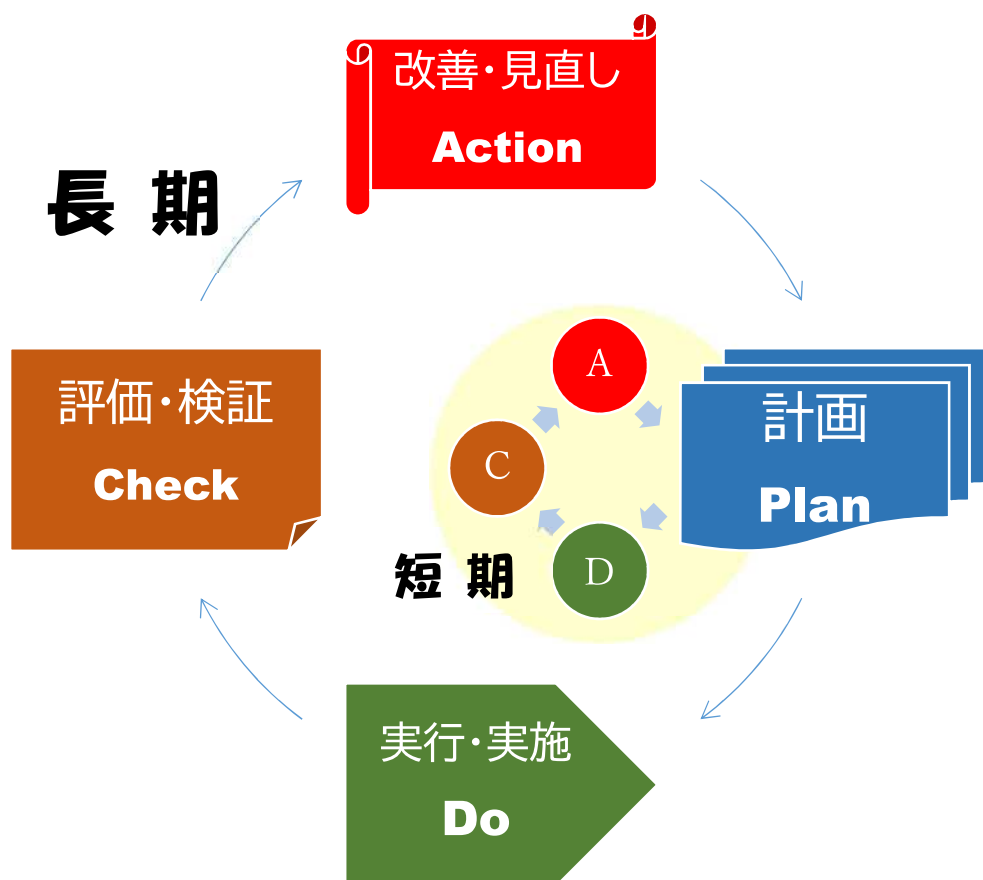 改善・見直し
Action
長 期
A
評価・検証
Check
C
計画
Plan
短 期
D
実行・実施
Do